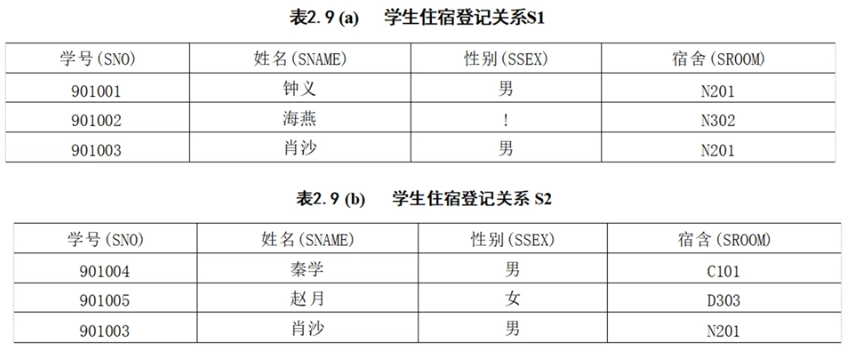 表2.9 (a) 学生住宿登记关系S1
学号(SNO) 姓名(SNAME) 性别(SSEX) 宿舍(SROOM)
901001 钟义 男 N201
901002 海燕 ! N302
901003 肖沙 男 N201
表2.9 (b) 学生住宿登记关系 S2
学号(SNO) 姓名(SNAME) 性别(SSEX) 宿含(SROOM)
901004 秦学 男 C101
901005 赵月 女 D303
901003 肖沙 男 N201